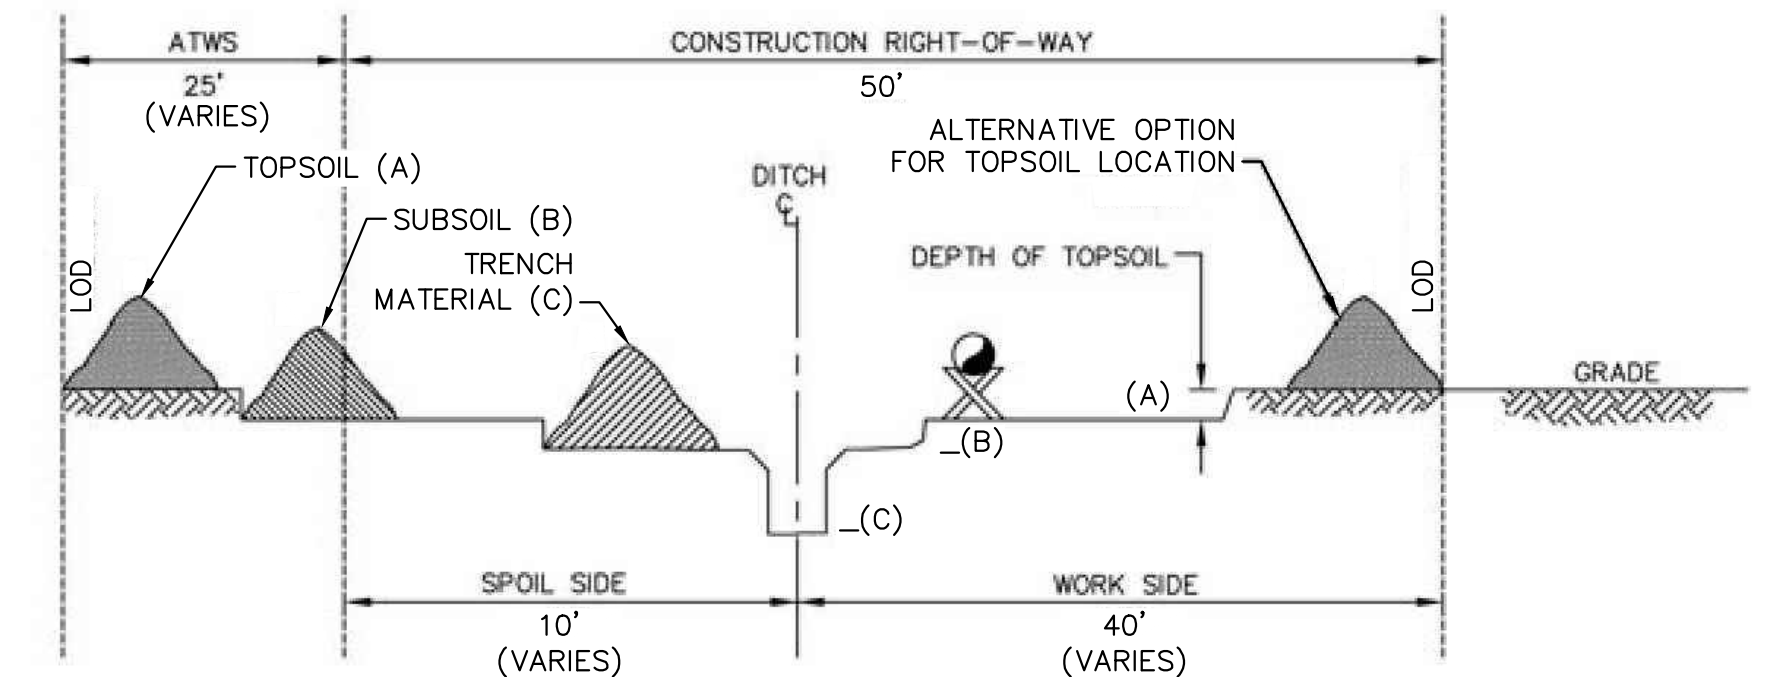 ATWS
25'
(VARIES)
CONSTRUCTION RIGHT-OF-WAY
50'
TOPSOIL (A)
SUBSOIL (B)
TRENCH
MATERIAL (C)
DITCH
℄
ALTERNATIVE OPTION
FOR TOPSOIL LOCATION
DEPTH OF TOPSOIL
LOD
LOD
GRADE
(A)
(B)
(C)
SPOIL SIDE
10'
(VARIES)
WORK SIDE
40'
(VARIES)